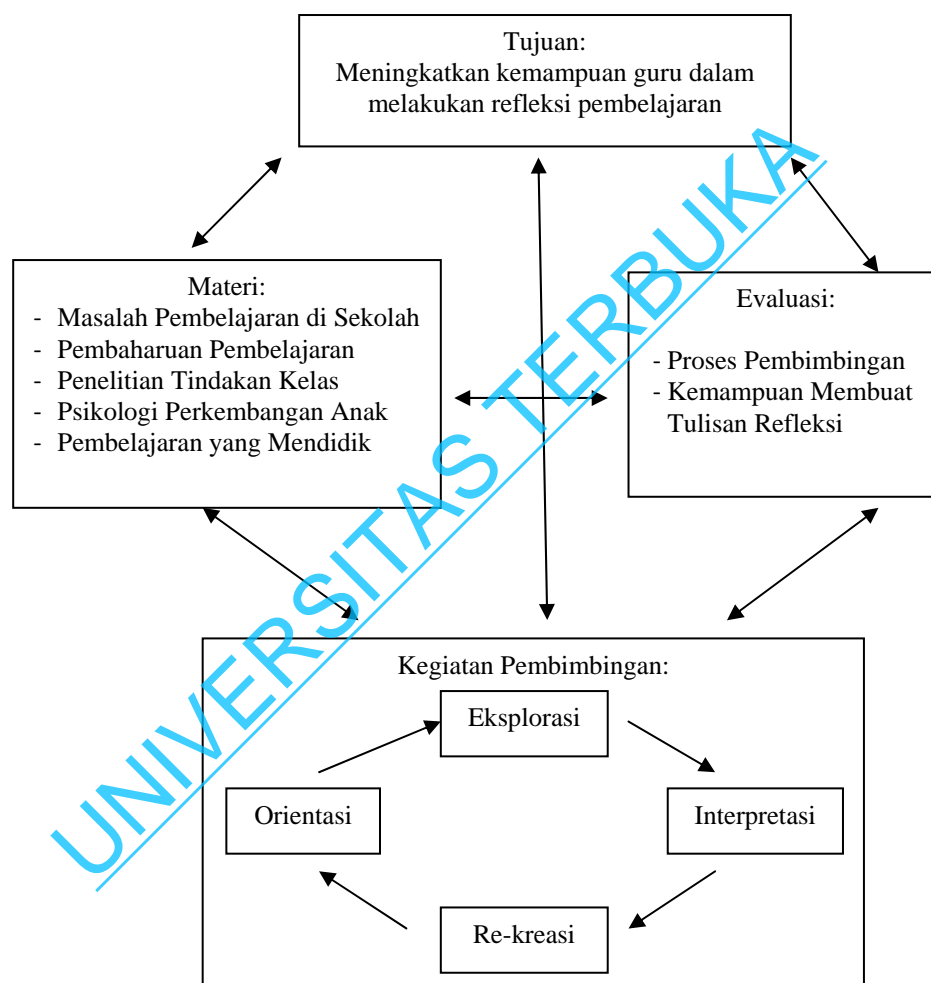 Tujuan:
Meningkatkan kemampuan guru dalam
melakukan refleksi pembelajaran
Materi:
- Masalah Pembelajaran di Sekolah
- Pembaharuan Pembelajaran
- Penelitian Tindakan Kelas
- Psikologi Perkembangan Anak
- Pembelajaran yang Mendidik
Evaluasi:
- Proses Pembimbingan
- Kemampuan Membuat
Tulisan Refleksi
Kegiatan Pembimbingan:
Eksplorasi
Orientasi
Interpretasi
Re-kreasi
UNIVERSITAS TERBUKA